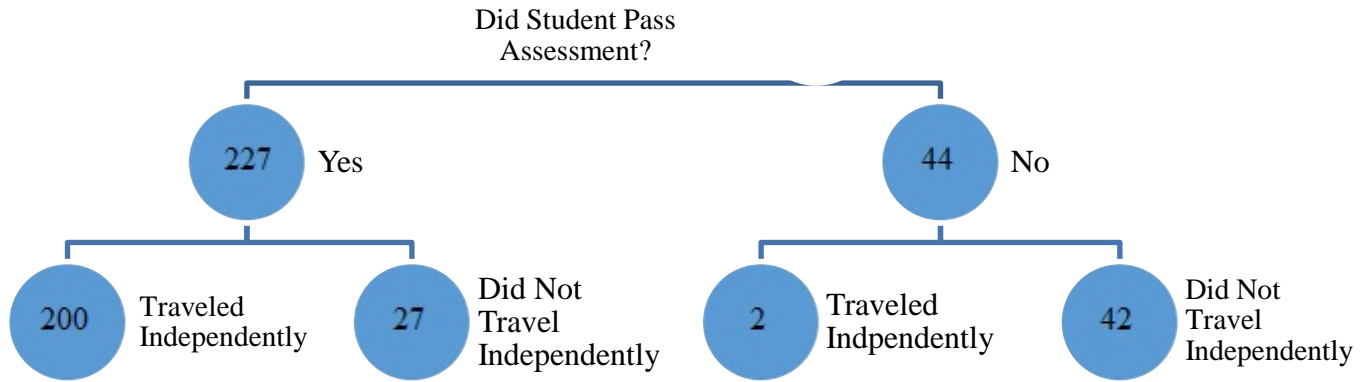 Did Student Pass
Assessment?
227
Yes
44
No
200
Traveled
Independently
27
Did Not
Travel
Independently
2
Traveled
Indpendently
42
Did Not
Travel
Independently